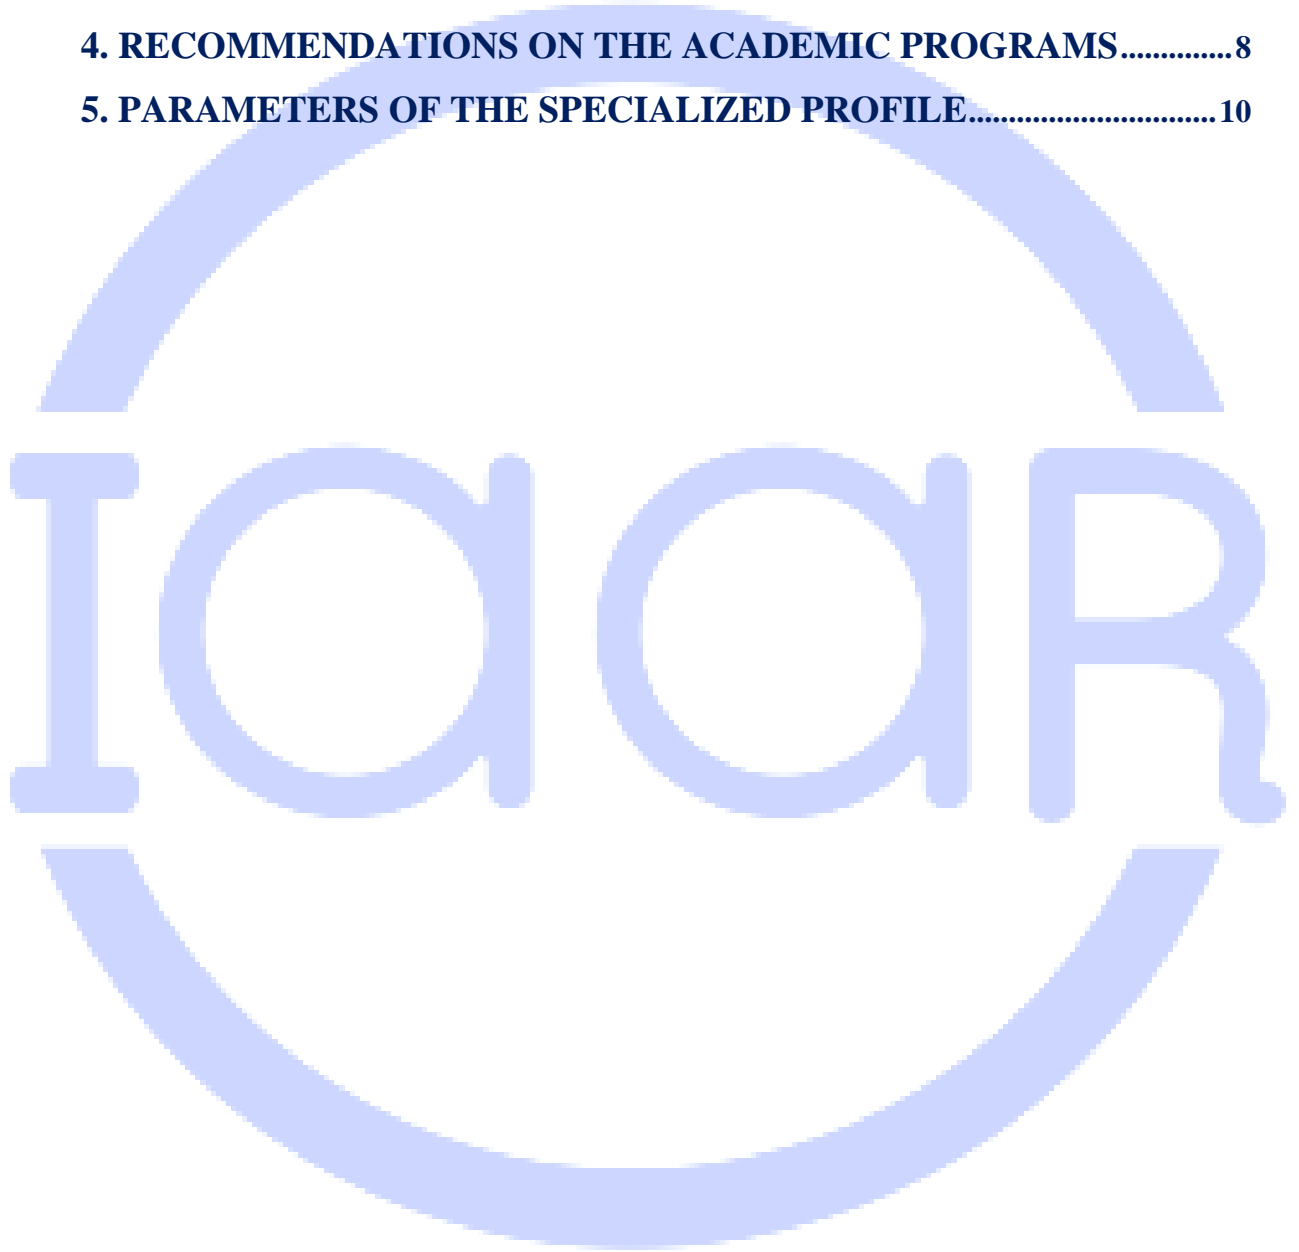 4. RECOMMENDATIONS ON THE ACADEMIC PROGRAMS..............8
5. PARAMETERS OF THE SPECIALIZED PROFILE...............................10
IaaR